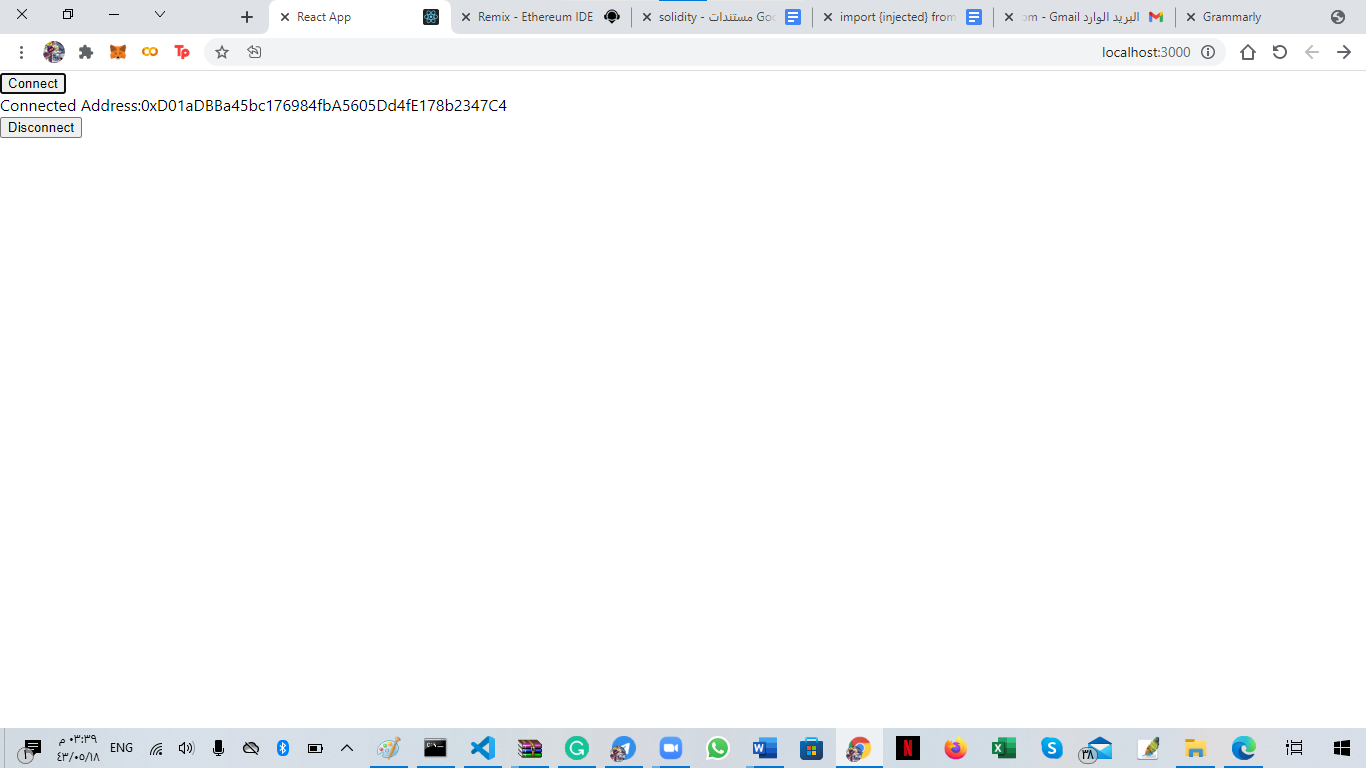 React App
Remix - Ethereum IDE
solidity - مستندات Goo
import {injected} from
om - Gmail البريد الوارد
Grammarly
localhost:3000
Connect
Connected Address:0xD01aDBBa45bc176984fbA5605Dd4fE178b2347C4
Disconnect
٠٣:٣٩ م
٤٣/٠٥/١٨
ENG